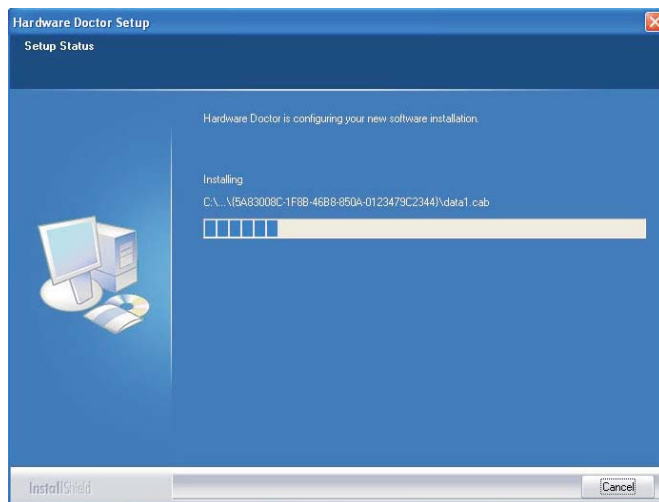 Hardware Doctor Setup
Setup Status
Hardware Doctor is configuring your new software installation.
Installing
C:\...\{5A83008C-1F8B-46B8-850A-0123479C2344}\data1.cab
InstallShield
Cancel